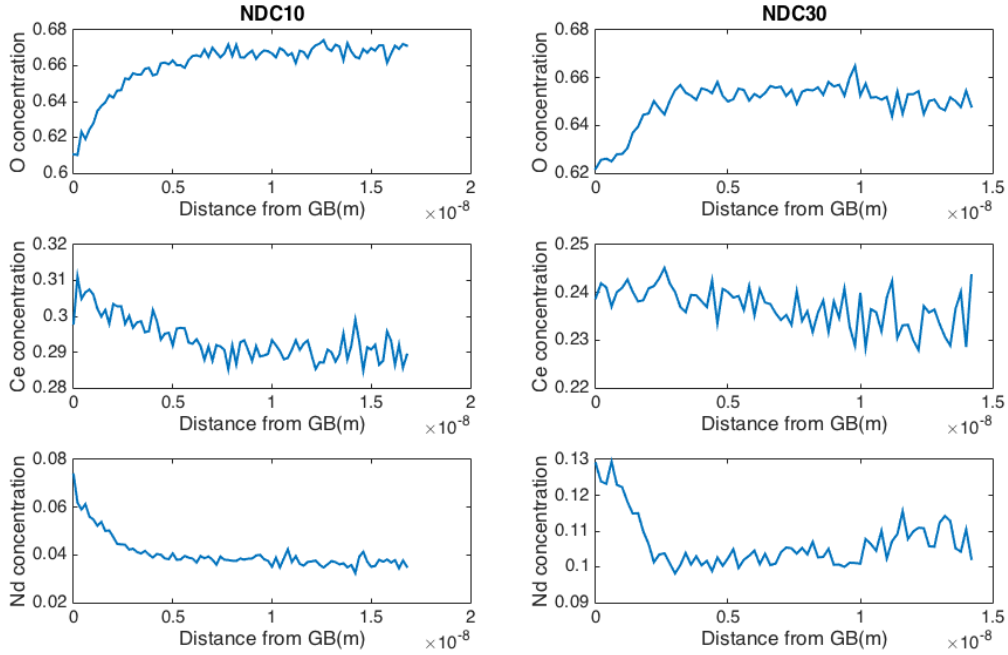 NDC10
0.68
0.66
0.64
0.62
0.6
O concentration
0 0.5 1 1.5 2
Distance from GB(m) ×10-8
NDC30
0.68
0.66
0.64
0.62
O concentration
0 0.5 1 1.5
Distance from GB(m) ×10-8
0.32
0.31
0.3
0.29
0.28
Ce concentration
0 0.5 1 1.5 2
Distance from GB(m) ×10-8
0.25
0.24
0.23
0.22
Ce concentration
0 0.5 1 1.5
Distance from GB(m) ×10-8
0.08
0.06
0.04
0.02
Nd concentration
0 0.5 1 1.5 2
Distance from GB(m) ×10-8
0.13
0.12
0.11
0.1
0.09
Nd concentration
0 0.5 1 1.5
Distance from GB(m) ×10-8